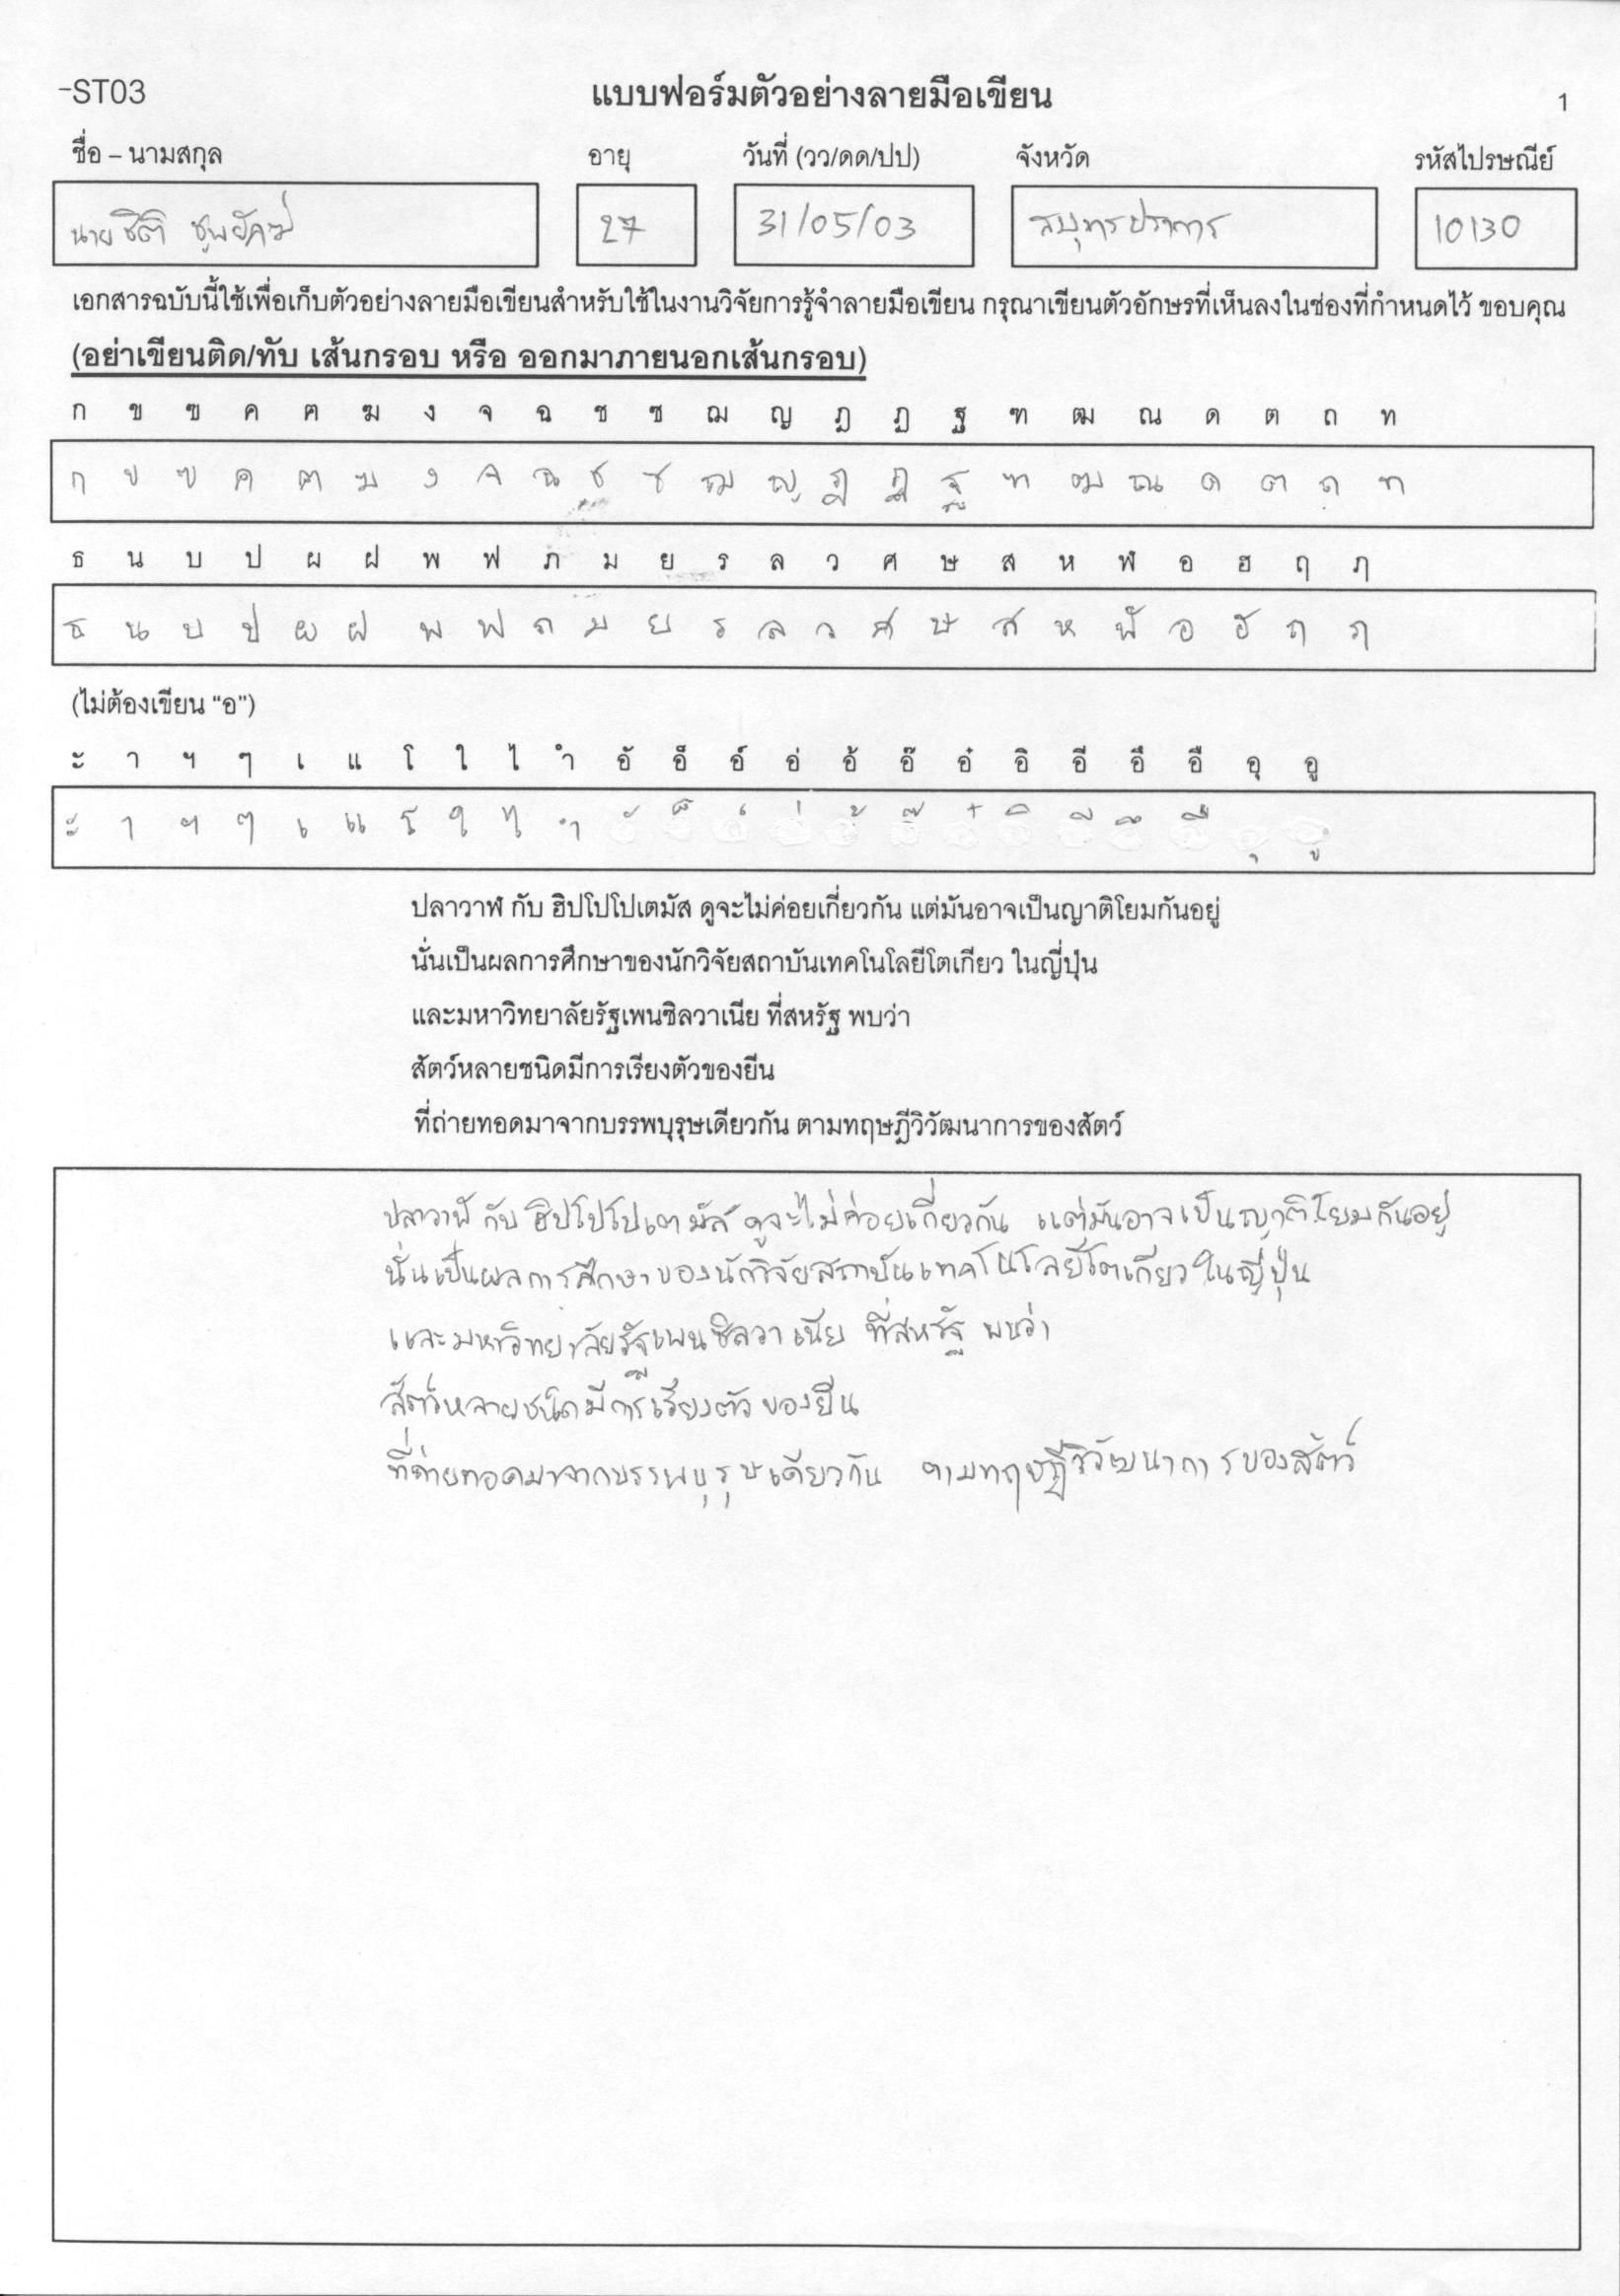 -ST03
แบบฟอร์มตัวอย่างลายมือเขียน
1
ชื่อ – นามสกุล
อายุ
วันที่ (วว/ดด/ปป)
จังหวัด
รหัสไปรษณีย์
นาย
27
31/05/03
สมุทรปราการ
10130
เอกสารฉบับนี้ใช้เพื่อเก็บตัวอย่างลายมือเขียนสำหรับใช้ในงานวิจัยการรู้จำลายมือเขียน กรุณาเขียนตัวอักษรที่เห็นลงในช่องที่กำหนดไว้ ขอบคุณ
(อย่าเขียนติด/ทับ เส้นกรอบ หรือ ออกมาภายนอกเส้นกรอบ)
ก ข ฃ ค ฅ ฆ ง จ ฉ ช ซ ฌ ญ ฎ ฏ ฐ ฑ ฒ ณ ด ต ถ ท
ก ข ฃ ค ฅ ฆ ง จ ฉ ช ซ ฌ ญ ฎ ฏ ฐ ฑ ฒ ณ ด ต ถ ท
ธ น บ ป ผ ฝ พ ฟ ภ ม ย ร ล ว ศ ษ ส ห ฬ อ ฮ ฤ ฦ
ธ น บ ป ผ ฝ พ ฟ ภ ม ย ร ล ว ศ ษ ส ห ฬ อ ฮ ฤ ฦ
(ไม่ต้องเขียน “อ”)
ะ า ฯ ๆ เ แ โ ใ ไ ำ อั อ็ อ์ อ่ อ้ อ๊ อ๋ อิ อี อึ อื อุ อู
ะ า ฯ ๆ เ แ โ ใ ไ ำ ั ็ ์ ่ ้ ๊ ๋ ิ ี ึ ื ุ ู
ปลาวาฬ กับ ฮิปโปโปเตมัส ดูจะไม่ค่อยเกี่ยวกัน แต่มันอาจเป็นญาติโยมกันอยู่
นั่นเป็นผลการศึกษาของนักวิจัยสถาบันเทคโนโลยีโตเกียว ในญี่ปุ่น
และมหาวิทยาลัยรัฐเพนซิลวาเนีย ที่สหรัฐ พบว่า
สัตว์หลายชนิดมีการเรียงตัวของยีน
ที่ถ่ายทอดมาจากบรรพบุรุษเดียวกัน ตามทฤษฎีวิวัฒนาการของสัตว์
ปลาวาฬ กับ ฮิปโปโปเตมัส ดูจะไม่ค่อยเกี่ยวกัน แต่มันอาจเป็นญาติโยมกันอยู่
นั่นเป็นผลการศึกษาของนักวิจัยสถาบันเทคโนโลยีโตเกียว ในญี่ปุ่น
และมหาวิทยาลัยรัฐเพนซิลวาเนีย ที่สหรัฐ พบว่า
สัตว์หลายชนิดมีการเรียงตัวของยีน
ที่ถ่ายทอดมาจากบรรพบุรุษเดียวกัน ตามทฤษฎีวิวัฒนาการของสัตว์